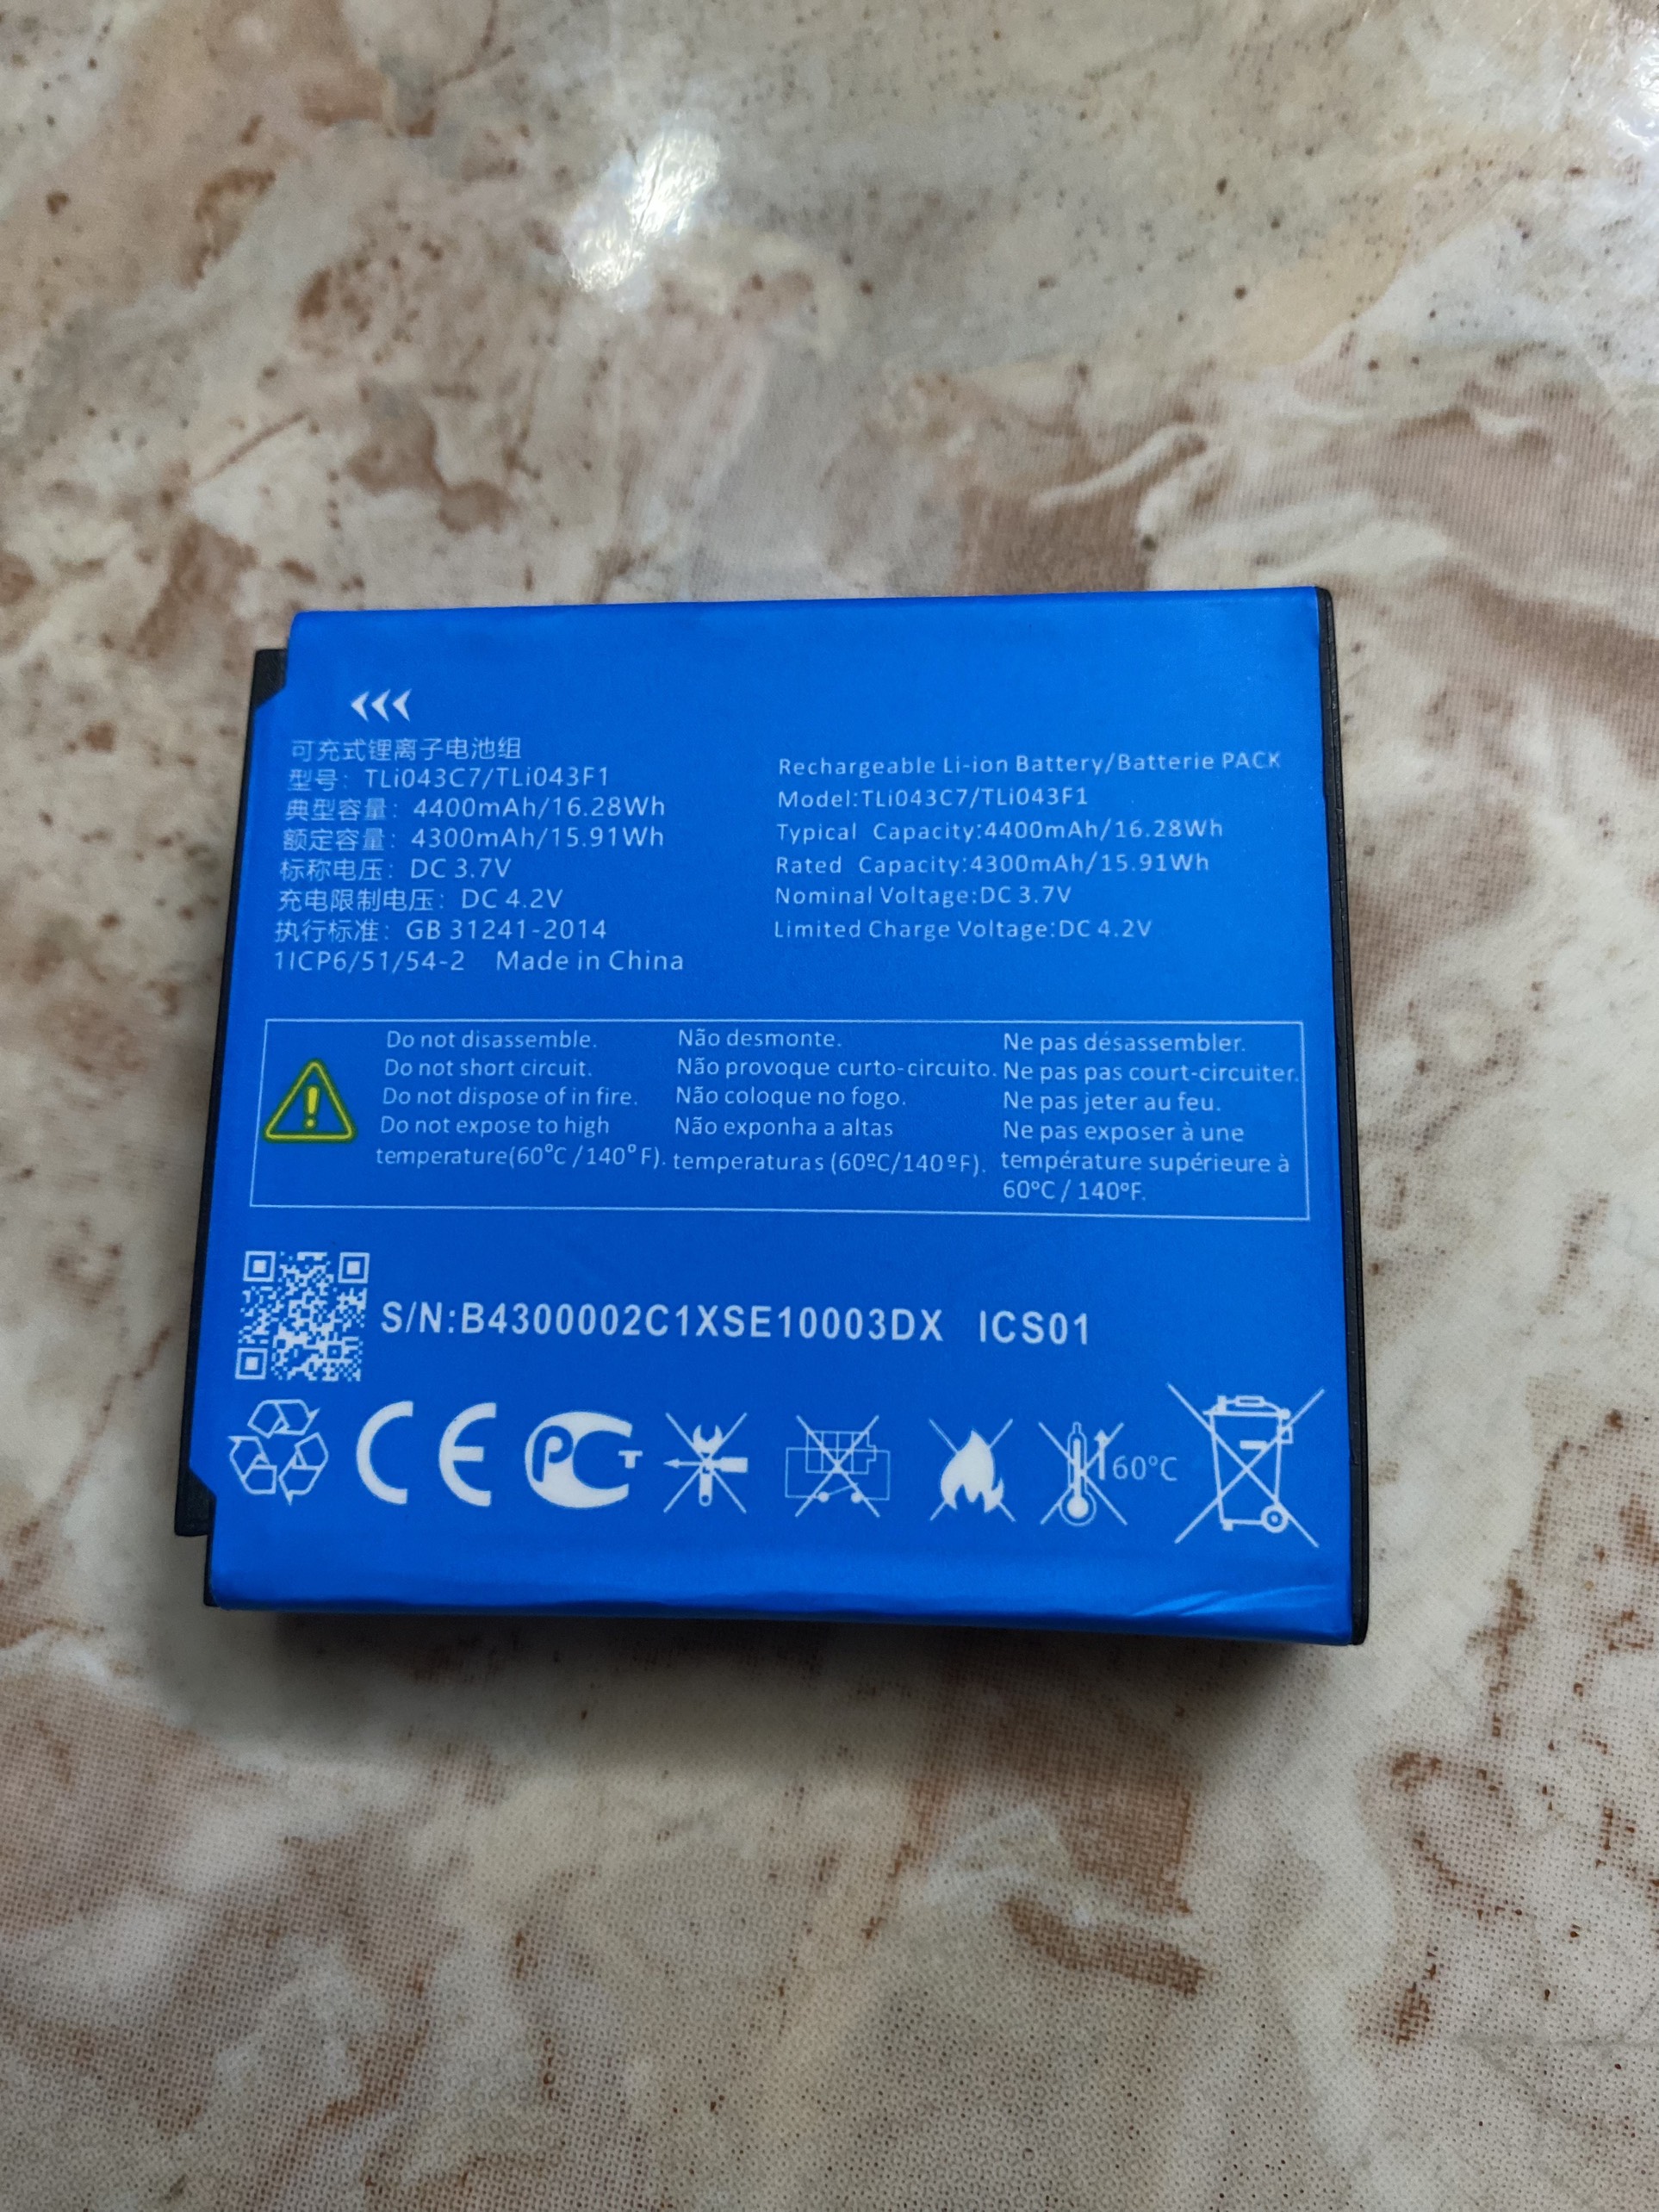 可充式锂离子电池组
型号：TLi043C7/TLi043F1
典型容量：4400mAh/16.28Wh
额定容量：4300mAh/15.91Wh
标称电压：DC 3.7V
充电限制电压：DC 4.2V
执行标准：GB 31241-2014
1ICP6/51/54-2 Made in China
Rechargeable Li-ion Battery/Batterie PACK
Model:TLi043C7/TLi043F1
Typical Capacity:4400mAh/16.28Wh
Rated Capacity:4300mAh/15.91Wh
Nominal Voltage:DC 3.7V
Limited Charge Voltage:DC 4.2V
Do not disassemble.
Do not short circuit.
Do not dispose of in fire.
Do not expose to high
temperature(60°C /140°F).
Não desmonte.
Não provoque curto-circuito.
Não coloque no fogo.
Não exponha a altas
temperaturas (60ºC/140ºF).
Ne pas désassembler.
Ne pas pas court-circuiter.
Ne pas jeter au feu.
Ne pas exposer à une
température supérieure à
60°C / 140°F.
S/N:B4300002C1XSE10003DX ICS01
CE PCT 60°C